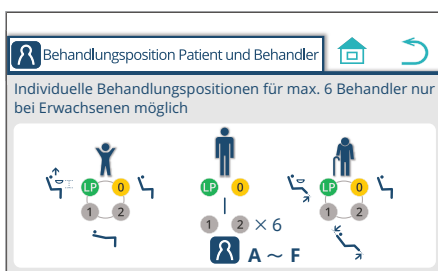 Behandlungsposition Patient und Behandler
Individuelle Behandlungspositionen für max. 6 Behandler nur
bei Erwachsenen möglich
LP 0 LP 0 LP 0
1 2 1 2 × 6 1 2
A ~ F